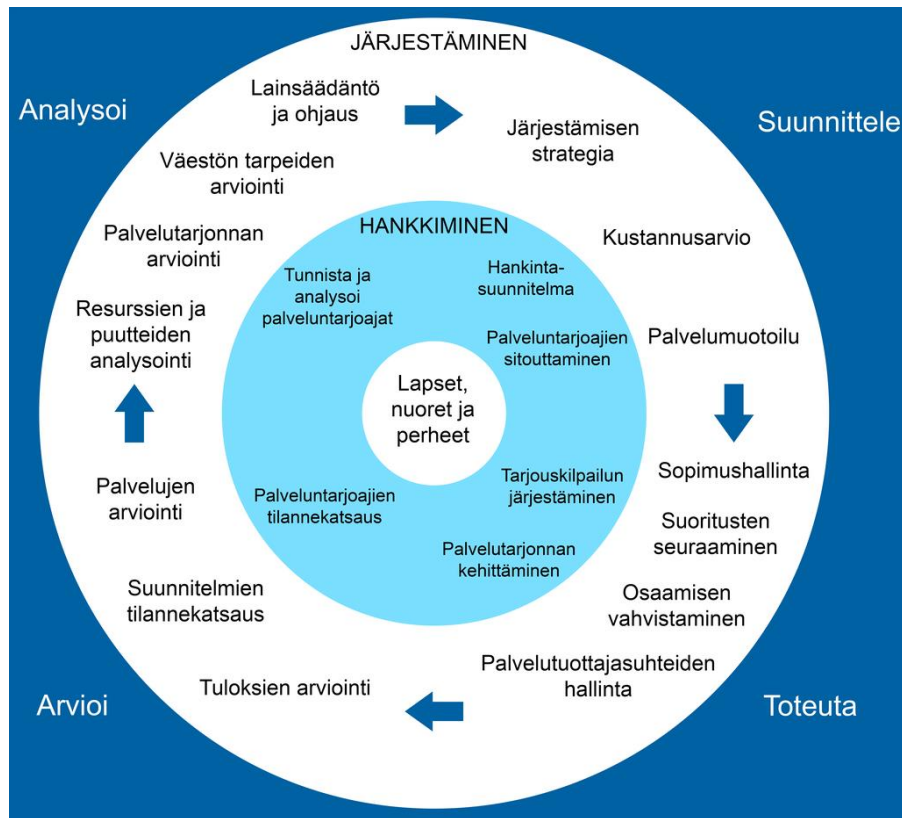 JÄRJESTÄMINEN
Analysoi
Suunnittele
Lainsäädäntö
ja ohjaus
Järjestämisen
strategia
Väestön tarpeiden
arviointi
Palvelutarjonnan
arviointi
Resurssien ja
puutteiden
analysointi
Kustannusarvio
Palvelumuotoilu
HANKKIMINEN
Tunnista ja
analysoi
palveluntarjoajat
Hankinta-
suunnitelma
Palveluntarjoajien
sitouttaminen
Lapset,
nuoret ja
perheet
Palveluntarjoajien
tilannekatsaus
Tarjouskilpailun
järjestäminen
Palvelutarjonnan
kehittäminen
Palvelujen
arviointi
Sopimushallinta
Suoritusten
seuraaminen
Suunnitelmien
tilannekatsaus
Osaamisen
vahvistaminen
Tuloksien arviointi
Palvelutuottajasuhteiden
hallinta
Arvioi
Toteuta